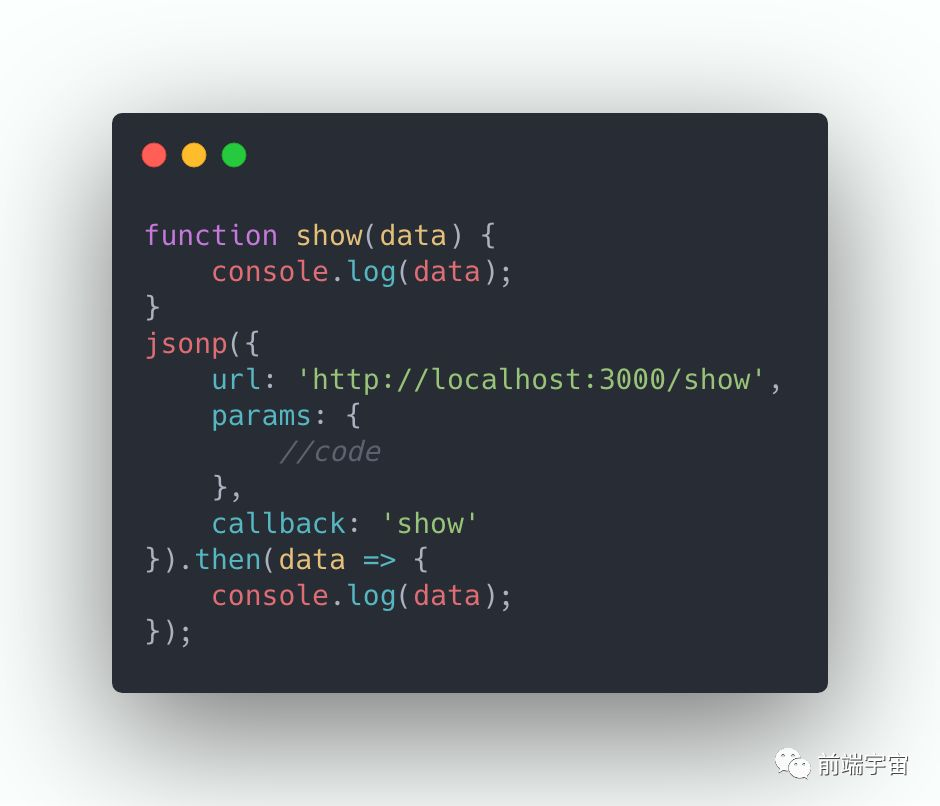 function show(data) {
    console.log(data);
}
jsonp({
    url: 'http://localhost:3000/show',
    params: {
        //code
    },
    callback: 'show'
}).then(data => {
    console.log(data);
});
前端宇宙